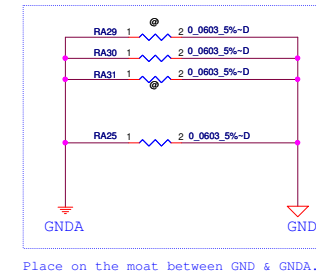 @
RA29 1 2 0_0603_5%~D
RA30 1 2 0_0603_5%~D
RA31 1 2 0_0603_5%~D
@
RA25 1 2 0_0603_5%~D
GNDA GND
Place on the moat between GND & GNDA.